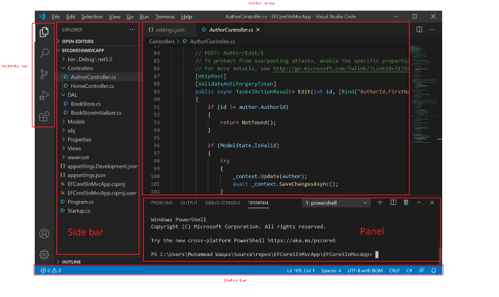 Editor area
File Edit Selection View Go Run Terminal Help AuthorController.cs - EFCoreSInMvcApp - Visual Studio Code
EXPLORER
OPEN EDITORS
EFCORESINMVCAPP
bin \ Debug \ net5.0
Controllers
AuthorController.cs
HomeController.cs
DAL
BookStore.cs
BookStoreInitializer.cs
Models
obj
Properties
Views
wwwroot
appsettings.Development.json
appsettings.json
EFCoreSInMvcApp.csproj
EFCoreSInMvcApp.csproj.user
Program.cs
Startup.cs
OUTLINE
Activity bar
Side bar
settings.json AuthorController.cs
Controllers > AuthorController.cs
84 // POST: Author/Edit/5
85 // To protect from overposting attacks, enable the specific properti
86 // For more details, see http://go.microsoft.com/fwlink/?LinkId=3175
87 [HttpPost]
88 [ValidateAntiForgeryToken]
89 public async Task<IActionResult> Edit(int id, [Bind("AuthorId,FirstN
90 {
91 if (id != author.AuthorId)
92 {
93 return NotFound();
94 }
95
96 if (ModelState.IsValid)
97 {
98 try
99 {
100 _context.Update(author);
101 await _context.SaveChangesAsync();
102 }
PROBLEMS OUTPUT DEBUG CONSOLE TERMINAL 1: powershell
Windows PowerShell
Copyright (C) Microsoft Corporation. All rights reserved.
Try the new cross-platform PowerShell https://aka.ms/pscore6
PS C:\Users\Muhammad Waqas\Source\repos\EFCoreSInMvcApp\EFCoreSInMvcApp>
Panel
0 0 Ln 109, Col 1 Spaces: 4 UTF-8 with BOM CRLF C#
Status bar